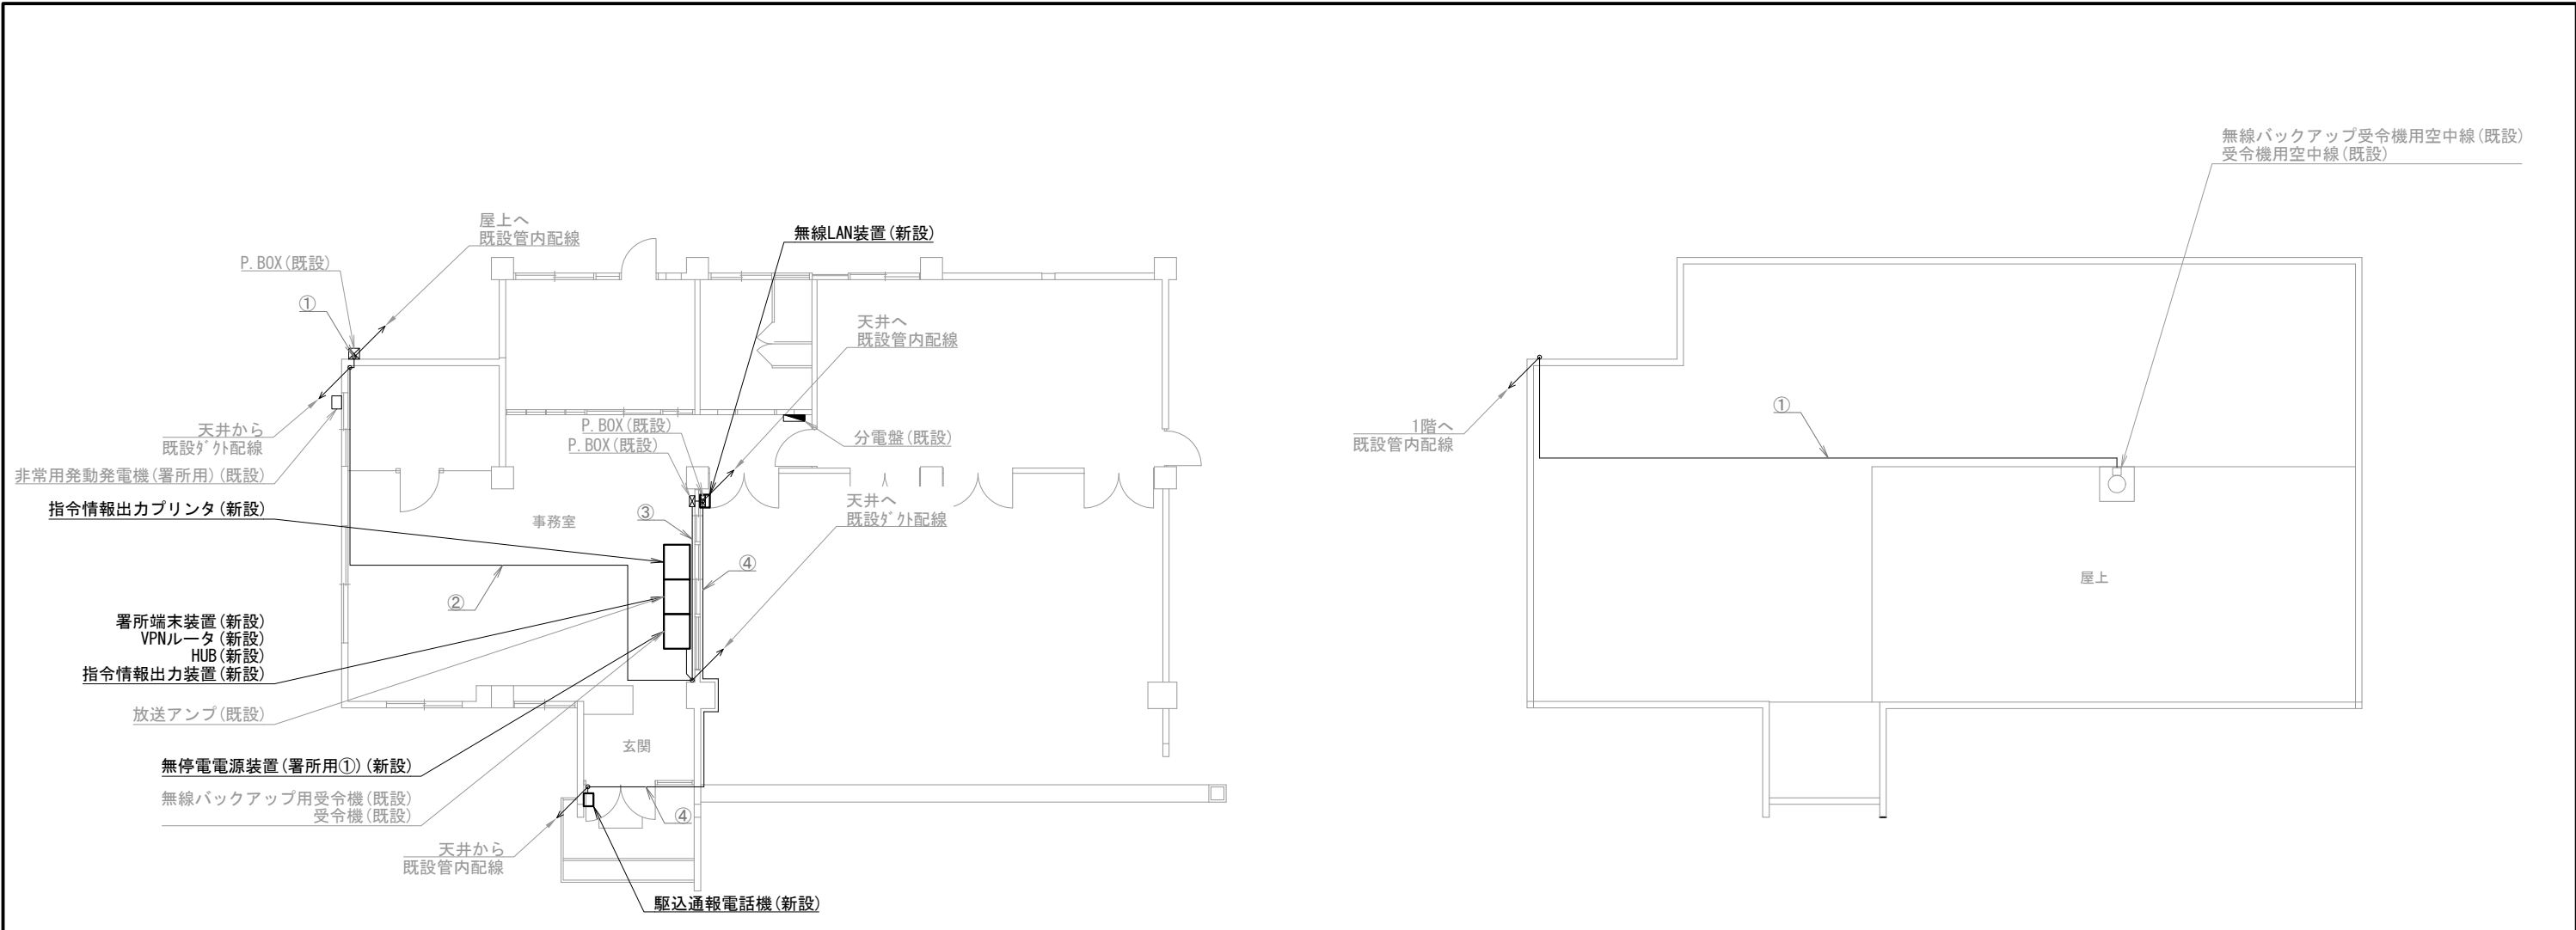 屋上へ
既設管内配線
P.BOX(既設)
①
無線LAN装置(新設)
天井へ
既設管内配線
天井から
既設ダクト配線
非常用発動発電機(署所用)(既設)
P.BOX(既設)
P.BOX(既設)
分電盤(既設)
指令情報出力プリンタ(新設)
事務室
③
天井へ
既設ダクト配線
④
②
署所端末装置(新設)
VPNルータ(新設)
HUB(新設)
指令情報出力装置(新設)
放送アンプ(既設)
玄関
無停電電源装置(署所用①)(新設)
無線バックアップ用受令機(既設)
受令機(既設)
④
天井から
既設管内配線
駆込通報電話機(新設)
無線バックアップ受令機用空中線(既設)
受令機用空中線(既設)
①
1階へ
既設管内配線
屋上